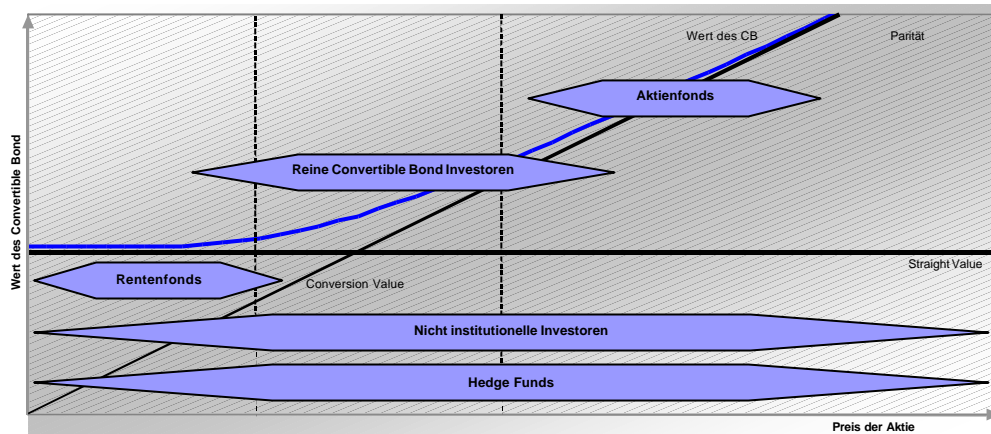 Wert des CB
Parität
Aktienfonds
Reine Convertible Bond Investoren
Wert des Convertible Bond
Straight Value
Rentenfonds
Conversion Value
Nicht institutionelle Investoren
Hedge Funds
Preis der Aktie